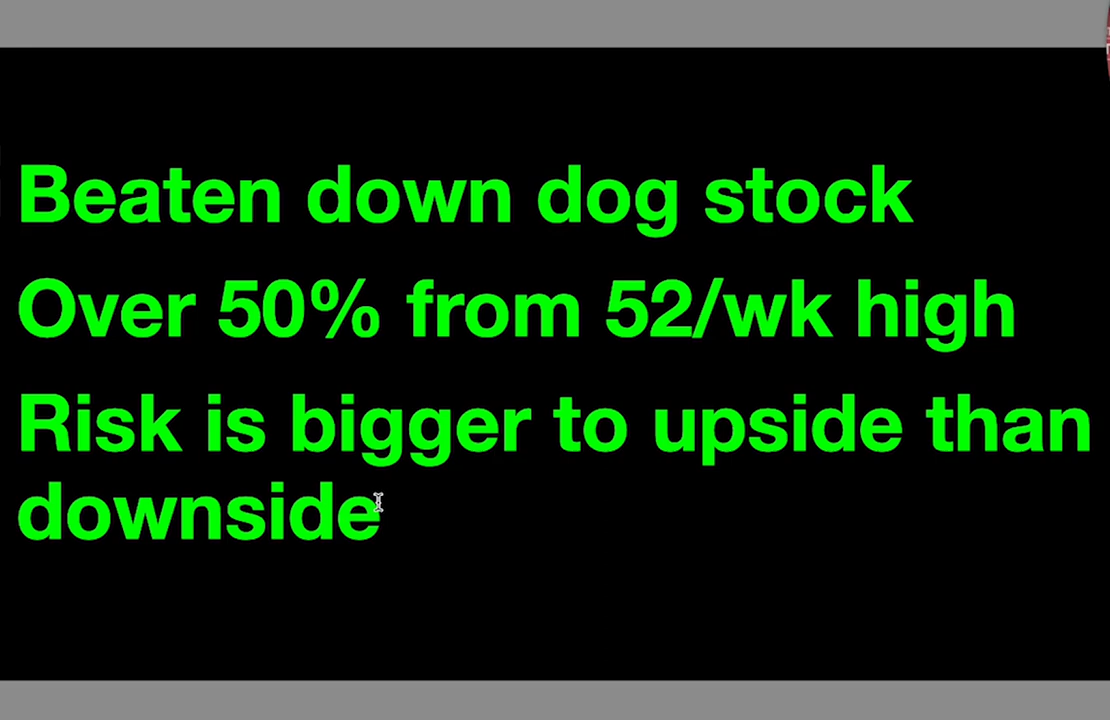 Beaten down dog stock
Over 50% from 52/wk high
Risk is bigger to upside than
downside